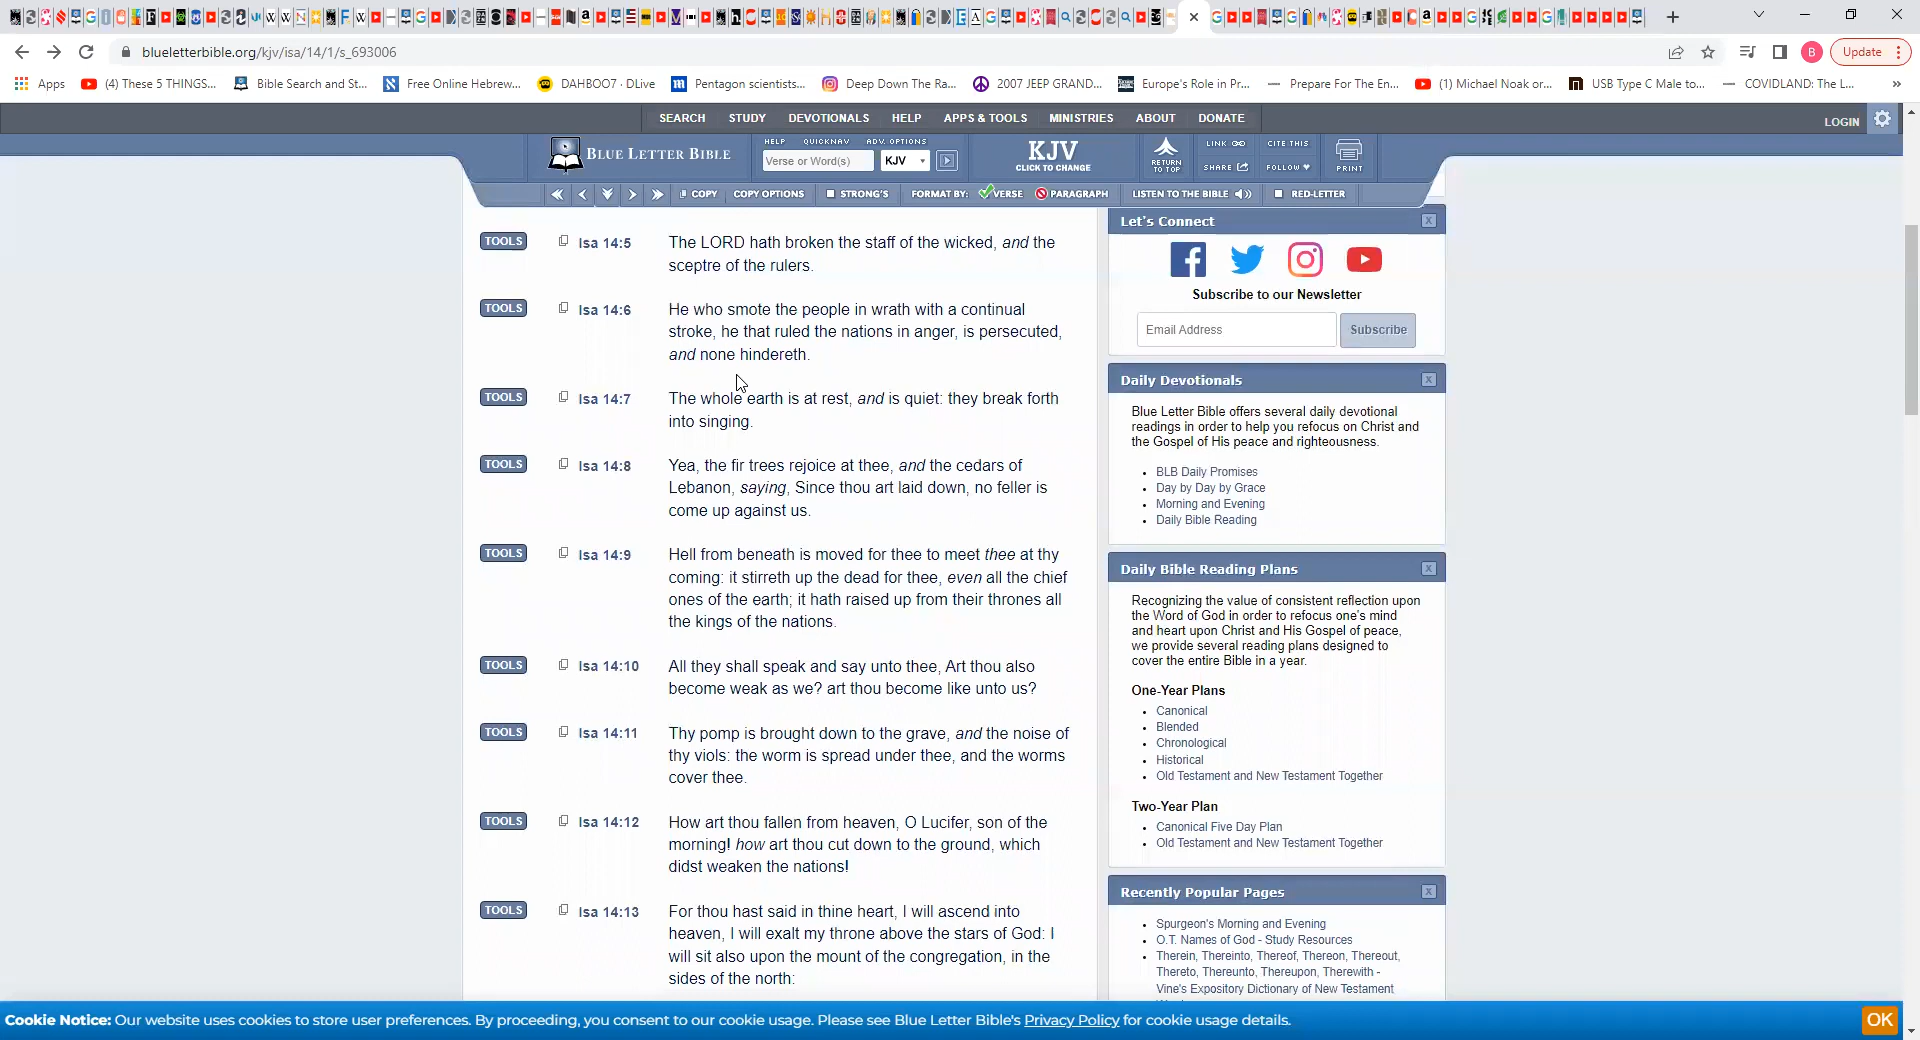 blueletterbible.org/kjv/isa/14/1/s_693006
B
Update
Apps
(4) These 5 THINGS...
Bible Search and St...
Free Online Hebrew...
DAHBOO7 · DLive
Pentagon scientists...
Deep Down The Ra...
2007 JEEP GRAND...
Europe's Role in Pr...
Prepare For The En...
(1) Michael Noak or...
USB Type C Male to...
COVIDLAND: The L...
»
SEARCH STUDY DEVOTIONALS HELP APPS & TOOLS MINISTRIES ABOUT DONATE
LOGIN
BLUE LETTER BIBLE
HELP QUICKNAV ADV. OPTIONS
Verse or Word(s)
KJV
KJV
CLICK TO CHANGE
RETURN
TO TOP
LINK
SHARE
CITE THIS
FOLLOW
PRINT
COPY COPY OPTIONS STRONG'S FORMAT BY: VERSE PARAGRAPH LISTEN TO THE BIBLE RED-LETTER
TOOLS Isa 14:5 The LORD hath broken the staff of the wicked, and the
sceptre of the rulers.
TOOLS Isa 14:6 He who smote the people in wrath with a continual
stroke, he that ruled the nations in anger, is persecuted,
and none hindereth.
TOOLS Isa 14:7 The whole earth is at rest, and is quiet: they break forth
into singing.
TOOLS Isa 14:8 Yea, the fir trees rejoice at thee, and the cedars of
Lebanon, saying, Since thou art laid down, no feller is
come up against us.
TOOLS Isa 14:9 Hell from beneath is moved for thee to meet thee at thy
coming: it stirreth up the dead for thee, even all the chief
ones of the earth; it hath raised up from their thrones all
the kings of the nations.
TOOLS Isa 14:10 All they shall speak and say unto thee, Art thou also
become weak as we? art thou become like unto us?
TOOLS Isa 14:11 Thy pomp is brought down to the grave, and the noise of
thy viols: the worm is spread under thee, and the worms
cover thee.
TOOLS Isa 14:12 How art thou fallen from heaven, O Lucifer, son of the
morning! how art thou cut down to the ground, which
didst weaken the nations!
TOOLS Isa 14:13 For thou hast said in thine heart, I will ascend into
heaven, I will exalt my throne above the stars of God: I
will sit also upon the mount of the congregation, in the
sides of the north:
Let's Connect
Subscribe to our Newsletter
Email Address
Subscribe
Daily Devotionals
Blue Letter Bible offers several daily devotional
readings in order to help you refocus on Christ and
the Gospel of His peace and righteousness.
BLB Daily Promises
Day by Day by Grace
Morning and Evening
Daily Bible Reading
Daily Bible Reading Plans
Recognizing the value of consistent reflection upon
the Word of God in order to refocus one's mind
and heart upon Christ and His Gospel of peace,
we provide several reading plans designed to
cover the entire Bible in a year.
One-Year Plans
Canonical
Blended
Chronological
Historical
Old Testament and New Testament Together
Two-Year Plan
Canonical Five Day Plan
Old Testament and New Testament Together
Recently Popular Pages
Spurgeon's Morning and Evening
O.T. Names of God - Study Resources
Therein, Thereinto, Thereof, Thereon, Thereout,
Thereto, Thereunto, Thereupon, Therewith -
Vine's Expository Dictionary of New Testament
Cookie Notice: Our website uses cookies to store user preferences. By proceeding, you consent to our cookie usage. Please see Blue Letter Bible's Privacy Policy for cookie usage details.
OK